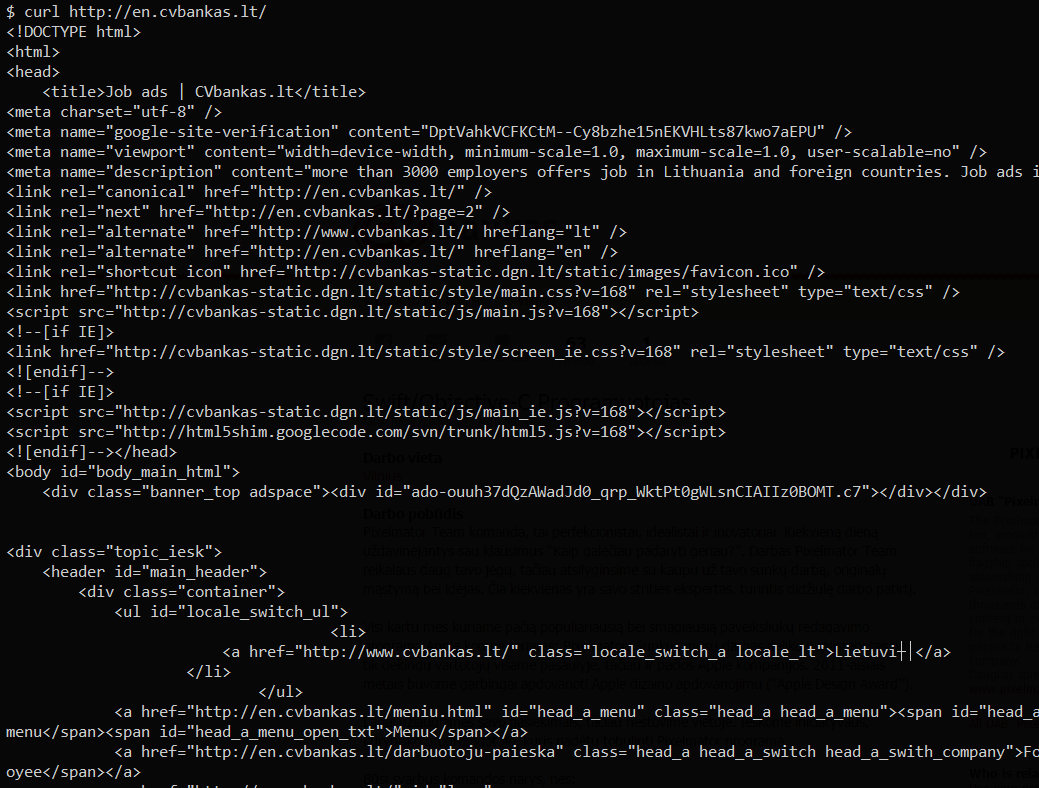 $ curl http://en.cvbankas.lt/
<!DOCTYPE html>
<html>
<head>
    <title>Job ads | CVbankas.lt</title>
<meta charset="utf-8" />
<meta name="google-site-verification" content="DptVahkVCFKCtM--Cy8bzhe15nEKVHLts87kwo7aEPU" />
<meta name="viewport" content="width=device-width, minimum-scale=1.0, maximum-scale=1.0, user-scalable=no" />
<meta name="description" content="more than 3000 employers offers job in Lithuania and foreign countries. Job ads i
<link rel="canonical" href="http://en.cvbankas.lt/" />
<link rel="next" href="http://en.cvbankas.lt/?page=2" />
<link rel="alternate" href="http://www.cvbankas.lt/" hreflang="lt" />
<link rel="alternate" href="http://en.cvbankas.lt/" hreflang="en" />
<link rel="shortcut icon" href="http://cvbankas-static.dgn.lt/static/images/favicon.ico" />
<link href="http://cvbankas-static.dgn.lt/static/style/main.css?v=168" rel="stylesheet" type="text/css" />
<script src="http://cvbankas-static.dgn.lt/static/js/main.js?v=168"></script>
<!--[if IE]>
<link href="http://cvbankas-static.dgn.lt/static/style/screen_ie.css?v=168" rel="stylesheet" type="text/css" />
<![endif]-->
<!--[if IE]>
<script src="http://cvbankas-static.dgn.lt/static/js/main_ie.js?v=168"></script>
<script src="http://html5shim.googlecode.com/svn/trunk/html5.js?v=168"></script>
<![endif]--></head>
<body id="body_main_html">
    <div class="banner_top adspace"><div id="ado-ouuh37dQzAWadJd0_qrp_WktPt0gWLsnCIAIIz0BOMT.c7"></div></div>
<div class="topic_iesk">
    <header id="main_header">
        <div class="container">
            <ul id="locale_switch_ul">
                                    <li>
                        <a href="http://www.cvbankas.lt/" class="locale_switch_a locale_lt">Lietuvi┼│</a>
                    </li>
                            </ul>
            <a href="http://en.cvbankas.lt/meniu.html" id="head_a_menu" class="head_a head_a_menu"><span id="head_a
menu</span><span id="head_a_menu_open_txt">Menu</span></a>
            <a href="http://en.cvbankas.lt/darbuotoju-paieska" class="head_a head_a_switch head_a_swith_company">Fo
oyee</span></a>